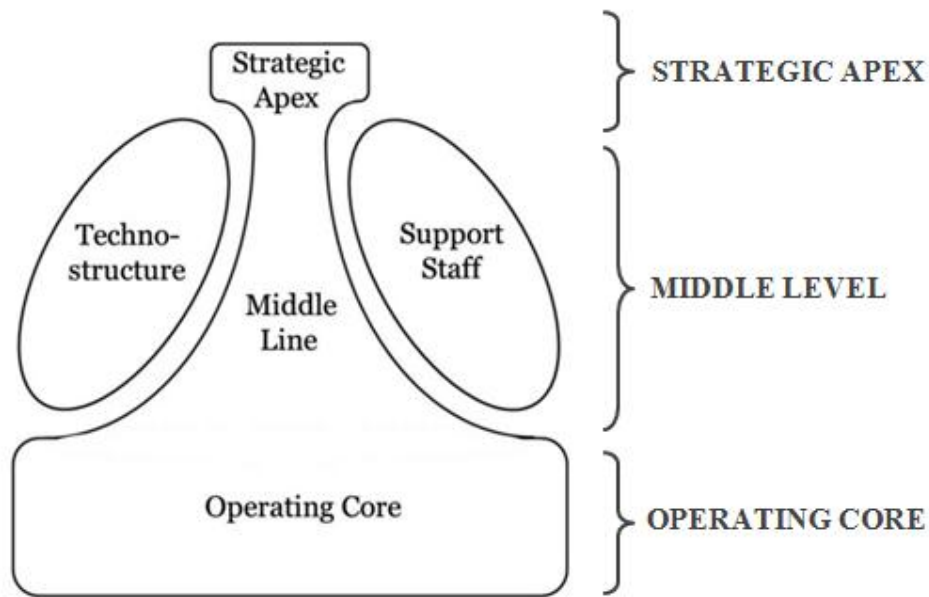 Strategic
Apex
STRATEGIC APEX
Techno-
structure
Support
Staff
Middle
Line
MIDDLE LEVEL
Operating Core
OPERATING CORE